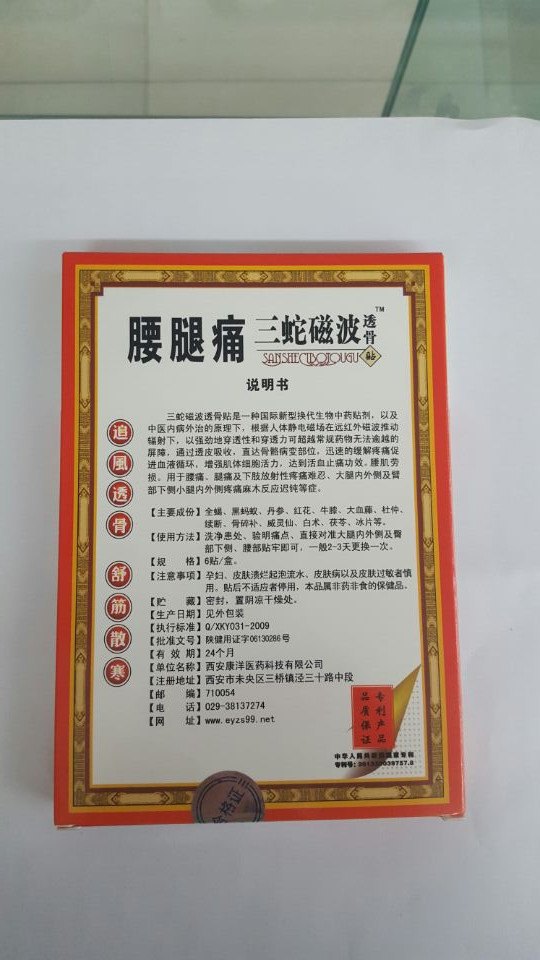 腰腿痛 三蛇磁波透骨贴™
SANSHECIBOTOUGU
说明书
三蛇磁波透骨贴是一种国际新型换代生物中药贴剂，以及
中医内病外治的原理下，根据人体静电磁场在远红外磁波推动
辐射下，以强劲地穿透性和穿透力可超越常规药物无法逾越的
屏障，通过透皮吸收，直达骨骼病变部位，迅速的缓解疼痛促
进血液循环，增强肌体细胞活力，达到活血止痛功效。腰肌劳
损。用于腰痛、腿痛及下肢放射性疼痛难忍、大腿内外侧及臂
部下侧小腿内外侧疼痛麻木反应迟钝等症。
【主要成份】全蝎、黑蚂蚁、丹参、红花、牛膝、大血藤、杜仲、
续断、骨碎补、威灵仙、白术、茯苓、冰片等。
【使用方法】洗净患处、验明痛点、直接对准大腿内外侧及臀
部下侧、腰部贴牢即可，一般2-3天更换一次。
【规 格】6贴/盒。
【注意事项】孕妇、皮肤溃烂起泡流水、皮肤病以及皮肤过敏者慎
用。贴后不适应者停用，本品属非药非食的保健品。
【贮 藏】密封，置阴凉干燥处。
【生产日期】见外包装
【执行标准】Q/XKY031-2009
【批准文号】陕健用证字06130286号
【有 效 期】24个月
【单位名称】西安康洋医药科技有限公司
【注册地址】西安市未央区三桥镇泾三十路中段
【邮 编】710054
【电 话】029-38137274
【网 址】www.eyzs99.net
追風透骨
舒筋散寒
专利产品
品质保证
中华人民共和国国家专利
专利号：
合格证